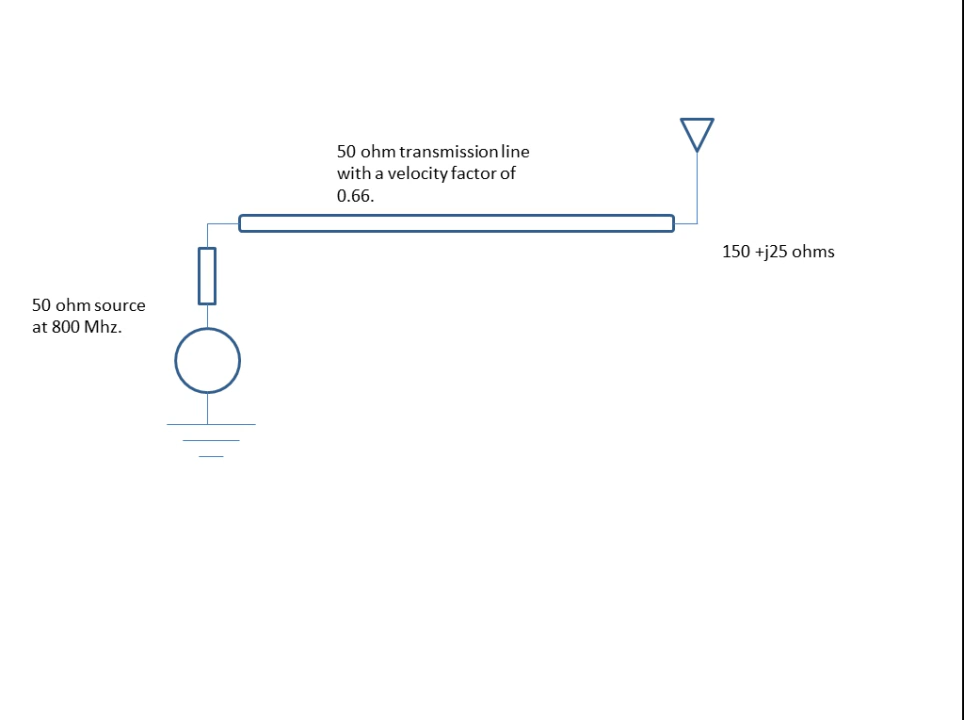 50 ohm transmission line
with a velocity factor of
0.66.
150 +j25 ohms
50 ohm source
at 800 Mhz.